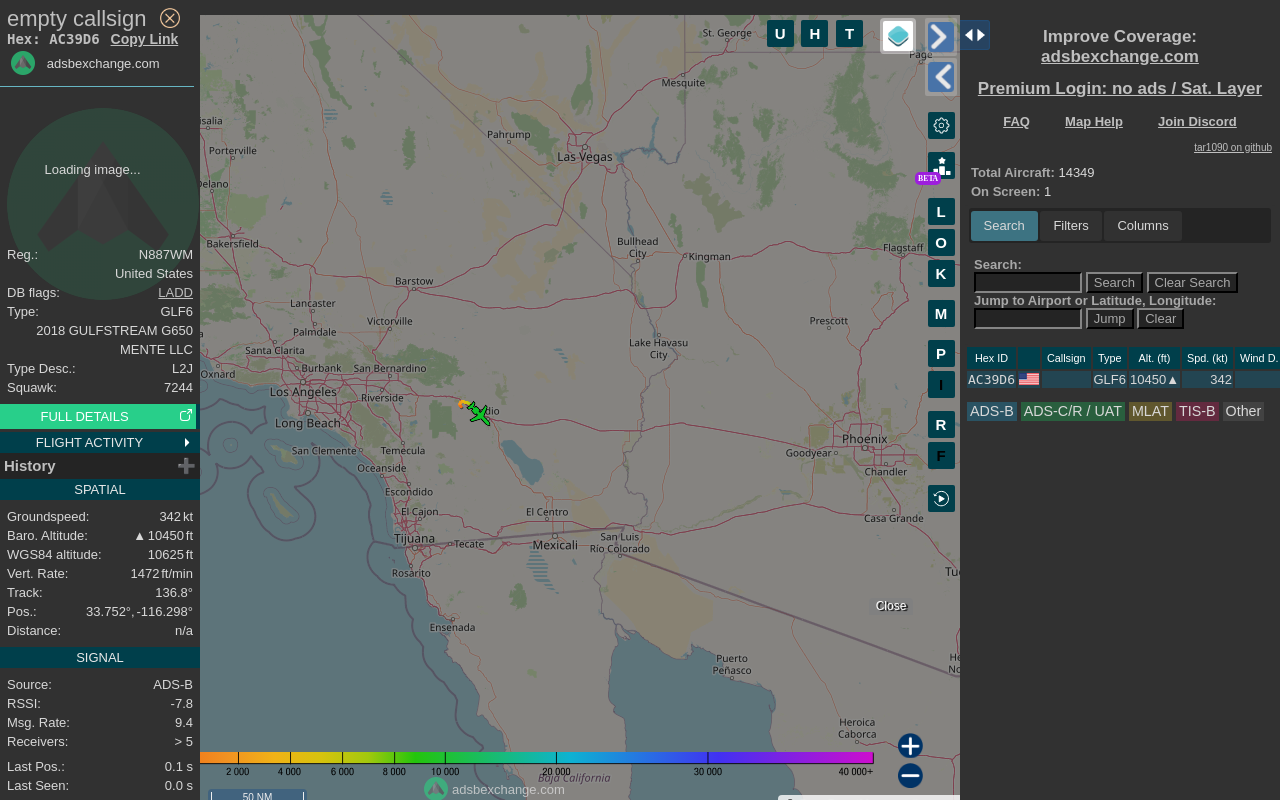 empty callsign
Hex: AC39D6 Copy Link
adsbexchange.com
Loading image...
Reg.: N887WM
United States
DB flags: LADD
Type: GLF6
2018 GULFSTREAM G650
MENTE LLC
Type Desc.: L2J
Squawk: 7244
FULL DETAILS
FLIGHT ACTIVITY
History
SPATIAL
Groundspeed: 342 kt
Baro. Altitude: ▲ 10450 ft
WGS84 altitude: 10625 ft
Vert. Rate: 1472 ft/min
Track: 136.8°
Pos.: 33.752°, -116.298°
Distance: n/a
SIGNAL
Source: ADS-B
RSSI: -7.8
Msg. Rate: 9.4
Receivers: > 5
Last Pos.: 0.1 s
Last Seen: 0.0 s
St. George
U H T
Page
Mesquite
isalia
Pahrump
Porterville
Las Vegas
BETA
Delano
L
Bakersfield
Bullhead City
O
Flagstaff
Kingman
K
Barstow
Lancaster
M
Victorville
Prescott
Palmdale
Lake Havasu City
Santa Clarita
P
Burbank
San Bernardino
Oxnard
I
Los Angeles
Riverside
dio
Long Beach
R
Phoenix
San Clemente
Temecula
Goodyear
F
Oceanside
Chandler
Escondido
El Cajon
El Centro
Casa Grande
Tijuana
Tecate
Mexicali
San Luis Río Colorado
Rosarito
Tuc
Close
Ensenada
Puerto Peñasco
Heroica Caborca
2 000 4 000 6 000 8 000 10 000 20 000 30 000 40 000+
Baja California
adsbexchange.com
50 NM
Improve Coverage:
adsbexchange.com
Premium Login: no ads / Sat. Layer
FAQ Map Help Join Discord
tar1090 on github
Total Aircraft: 14349
On Screen: 1
Search Filters Columns
Search:
Search Clear Search
Jump to Airport or Latitude, Longitude:
Jump Clear
Hex ID Callsign Type Alt. (ft) Spd. (kt) Wind D.
AC39D6 GLF6 10450▲ 342
ADS-B ADS-C/R / UAT MLAT TIS-B Other